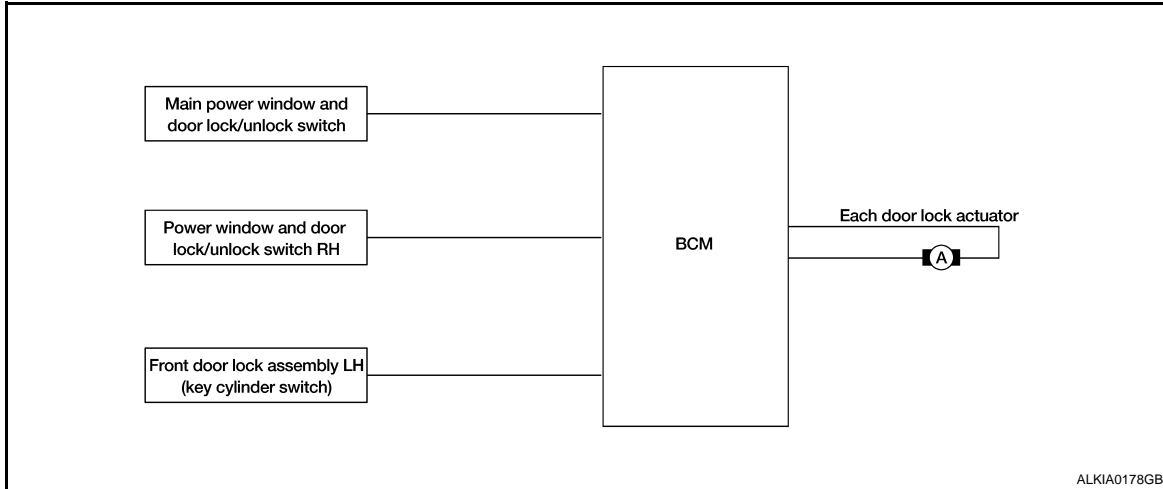 Main power window and
door lock/unlock switch
Power window and door
lock/unlock switch RH
Front door lock assembly LH
(key cylinder switch)
BCM
Each door lock actuator
A
ALKIA0178GB